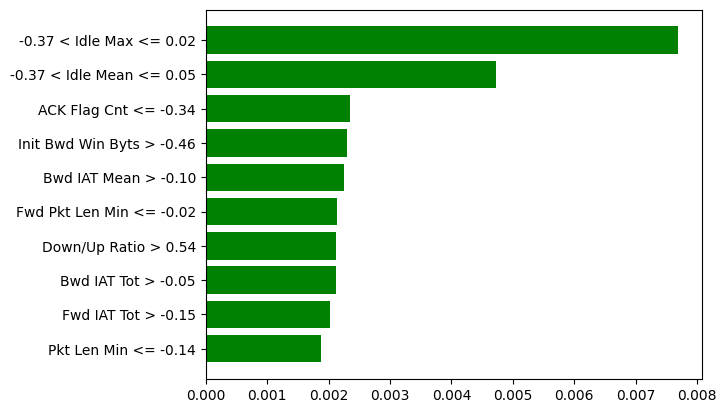 -0.37 < Idle Max <= 0.02
-0.37 < Idle Mean <= 0.05
ACK Flag Cnt <= -0.34
Init Bwd Win Byts > -0.46
Bwd IAT Mean > -0.10
Fwd Pkt Len Min <= -0.02
Down/Up Ratio > 0.54
Bwd IAT Tot > -0.05
Fwd IAT Tot > -0.15
Pkt Len Min <= -0.14
0.000 0.001 0.002 0.003 0.004 0.005 0.006 0.007 0.008